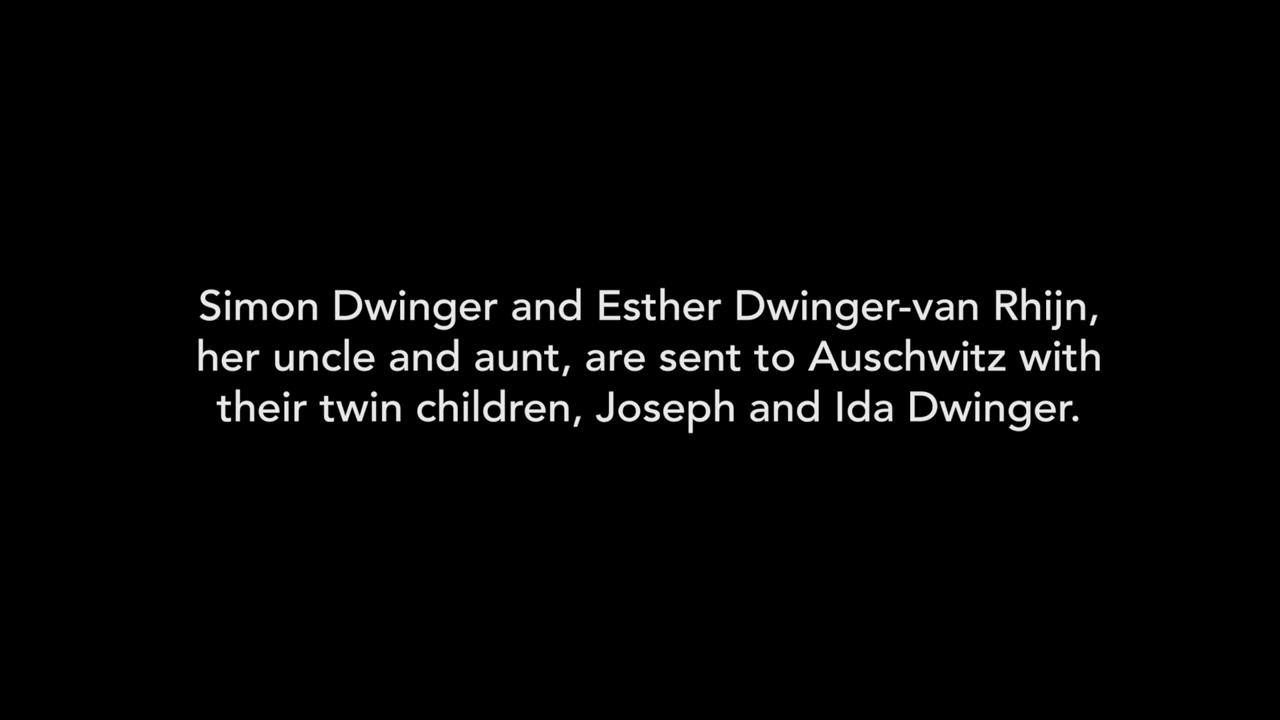 Simon Dwinger and Esther Dwinger-van Rhijn,
her uncle and aunt, are sent to Auschwitz with
their twin children, Joseph and Ida Dwinger.